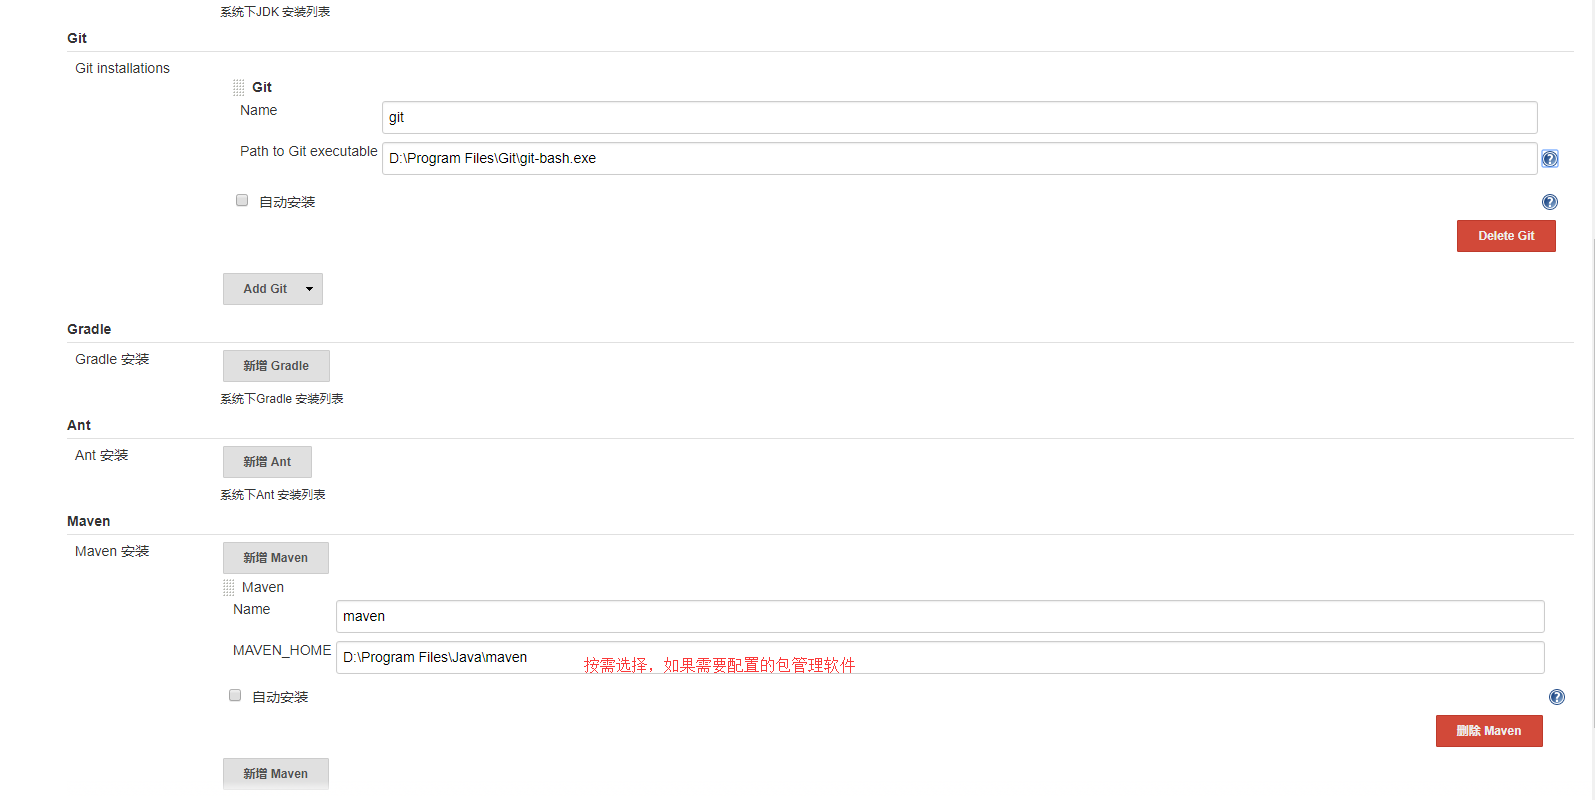 系统下JDK 安装列表
Git
Git installations
Git
Name
git
Path to Git executable
D:\Program Files\Git\git-bash.exe
自动安装
Delete Git
Add Git
Gradle
Gradle 安装
新增 Gradle
系统下Gradle 安装列表
Ant
Ant 安装
新增 Ant
系统下Ant 安装列表
Maven
Maven 安装
新增 Maven
Maven
Name
maven
MAVEN_HOME
D:\Program Files\Java\maven
按需选择，如果需要配置的包管理软件
自动安装
删除 Maven
新增 Maven